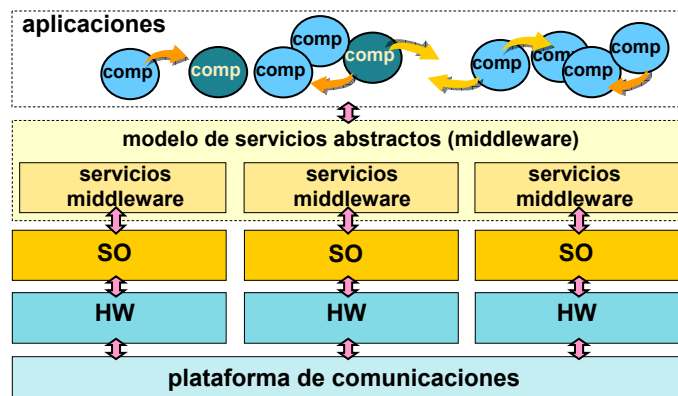 aplicaciones
comp
comp
comp
comp
comp
comp
comp
comp
comp
modelo de servicios abstractos (middleware)
servicios
middleware
servicios
middleware
servicios
middleware
SO
SO
SO
HW
HW
HW
plataforma de comunicaciones